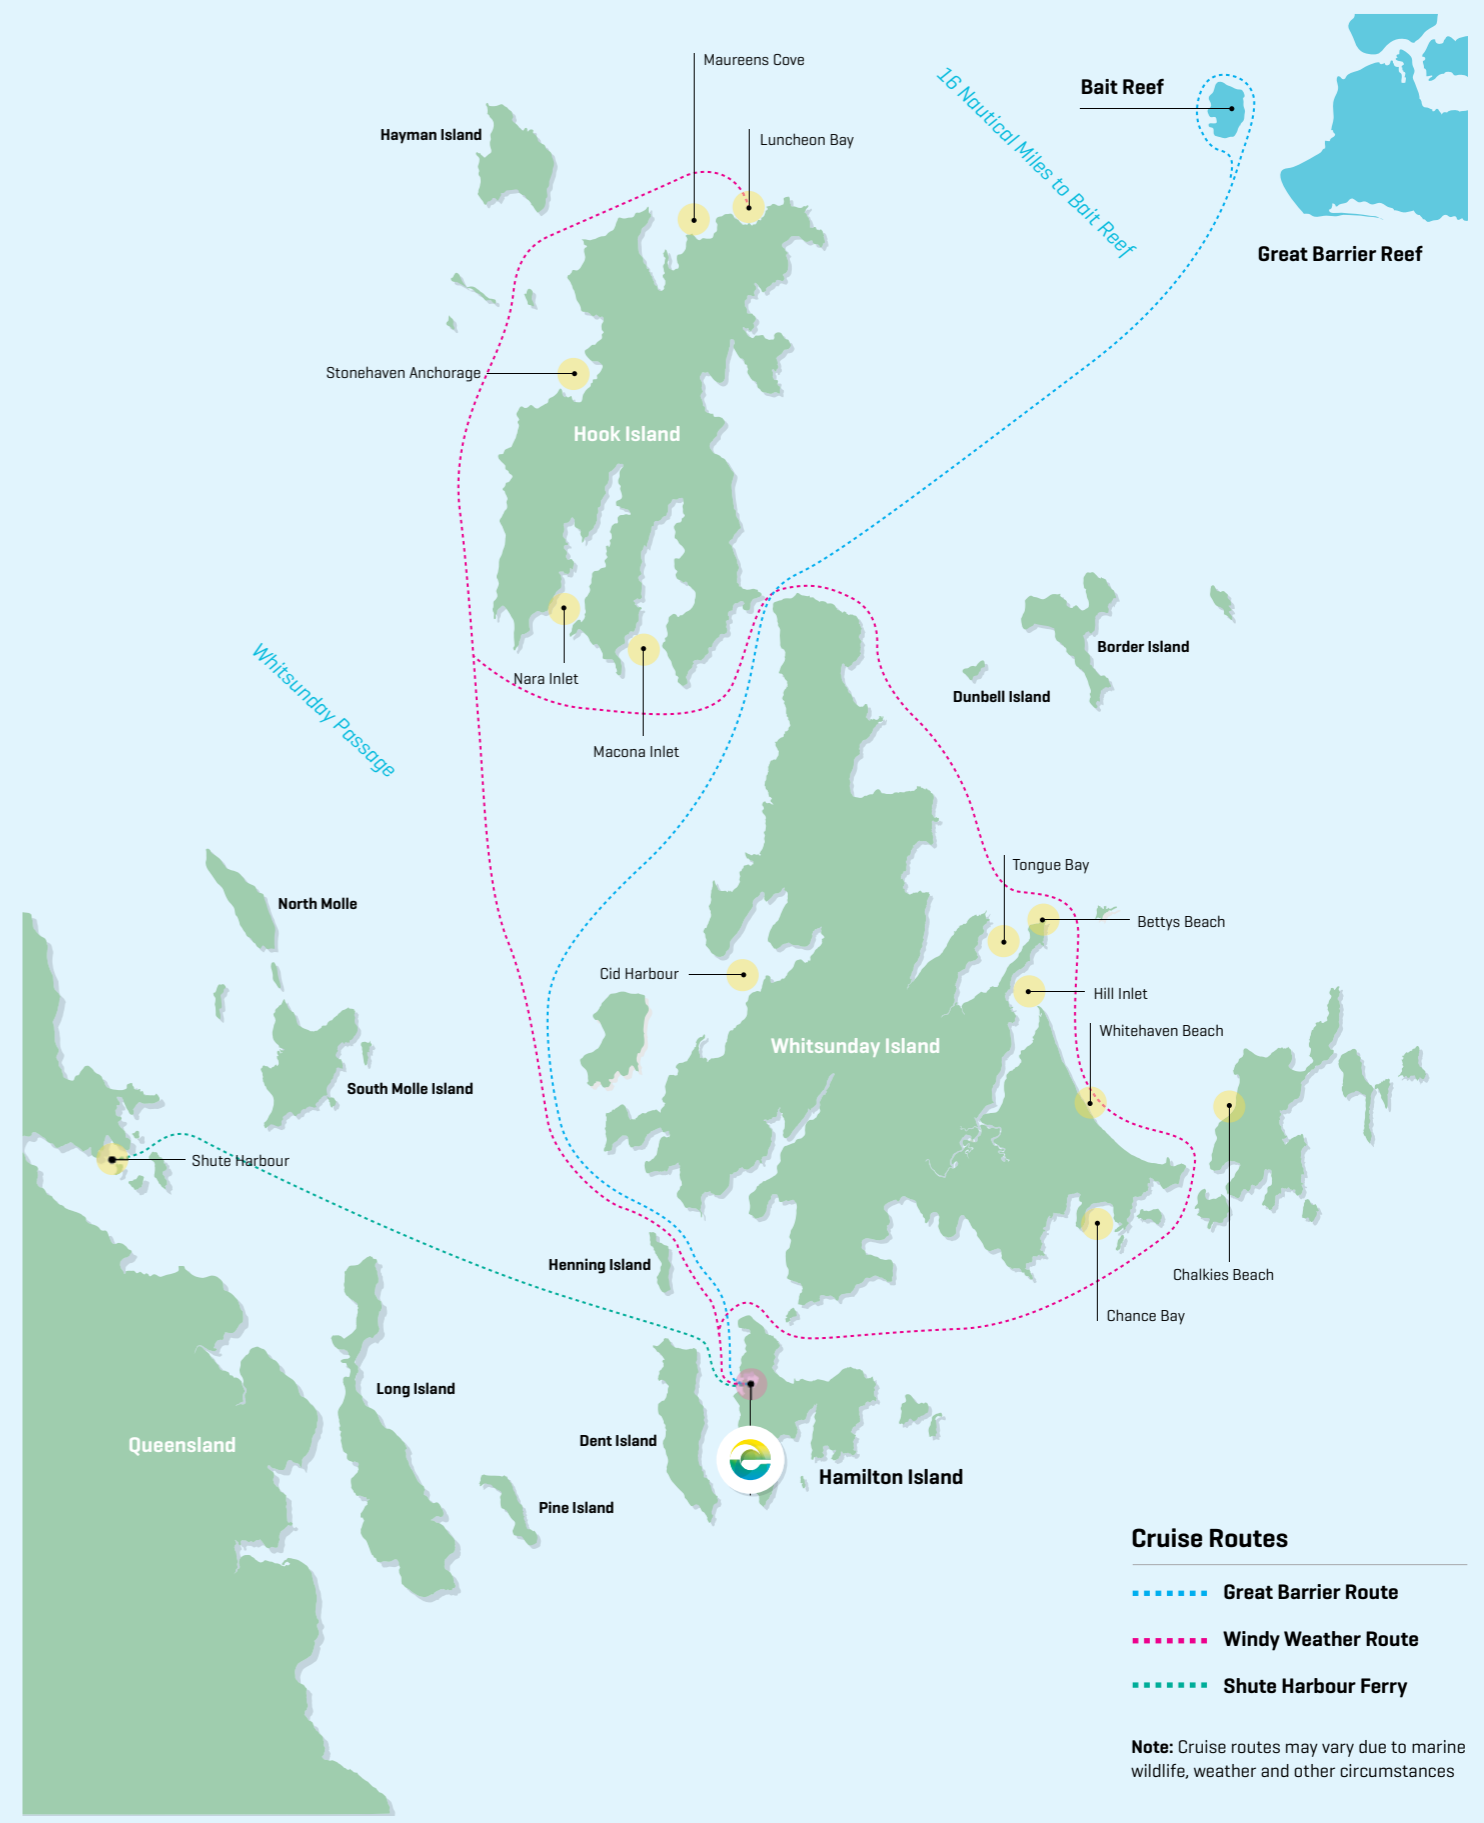 Maureens Cove
Bait Reef
16 Nautical Miles to Bait Reef
Hayman Island
Luncheon Bay
Great Barrier Reef
Stonehaven Anchorage
Hook Island
Border Island
Whitsunday Passage
Nara Inlet
Dunbell Island
Macona Inlet
Tongue Bay
North Molle
Bettys Beach
Cid Harbour
Hill Inlet
Whitehaven Beach
Whitsunday Island
South Molle Island
Shute Harbour
Henning Island
Chalkies Beach
Chance Bay
Long Island
Dent Island
Queensland
Hamilton Island
Pine Island
Cruise Routes
Great Barrier Route
Windy Weather Route
Shute Harbour Ferry
Note: Cruise routes may vary due to marine
wildlife, weather and other circumstances